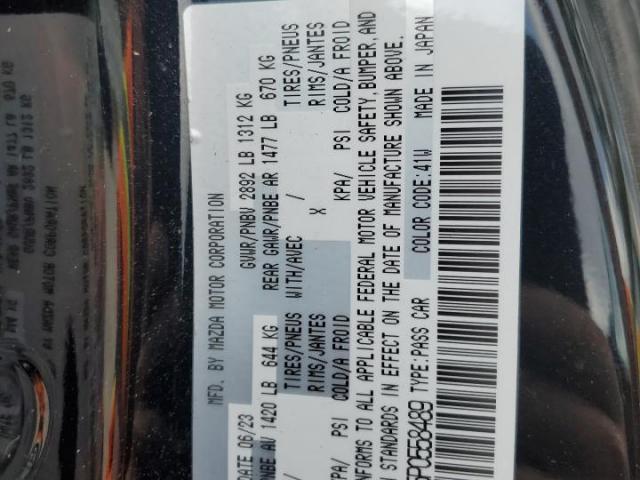 MFD. BY MAZDA MOTOR CORPORATION
DATE 06/23 GVWR/PNBV 2892 LB 1312 KG
PNBE AV 1420 LB 644 KG REAR GAWR/PNBE AR 1477 LB 670 KG
TIRES/PNEUS WITH/AVEC / TIRES/PNEUS
RIMS/JANTES X RIMS/JANTES
KPA/ PSI COLD/A FROID KPA/ PSI COLD/A FROID
TO ALL APPLICABLE FEDERAL MOTOR VEHICLE SAFETY, BUMPER, AND
STANDARDS IN EFFECT ON THE DATE OF MANUFACTURE SHOWN ABOVE.
P0558489 TYPE:PASS CAR COLOR CODE:41W MADE IN JAPAN